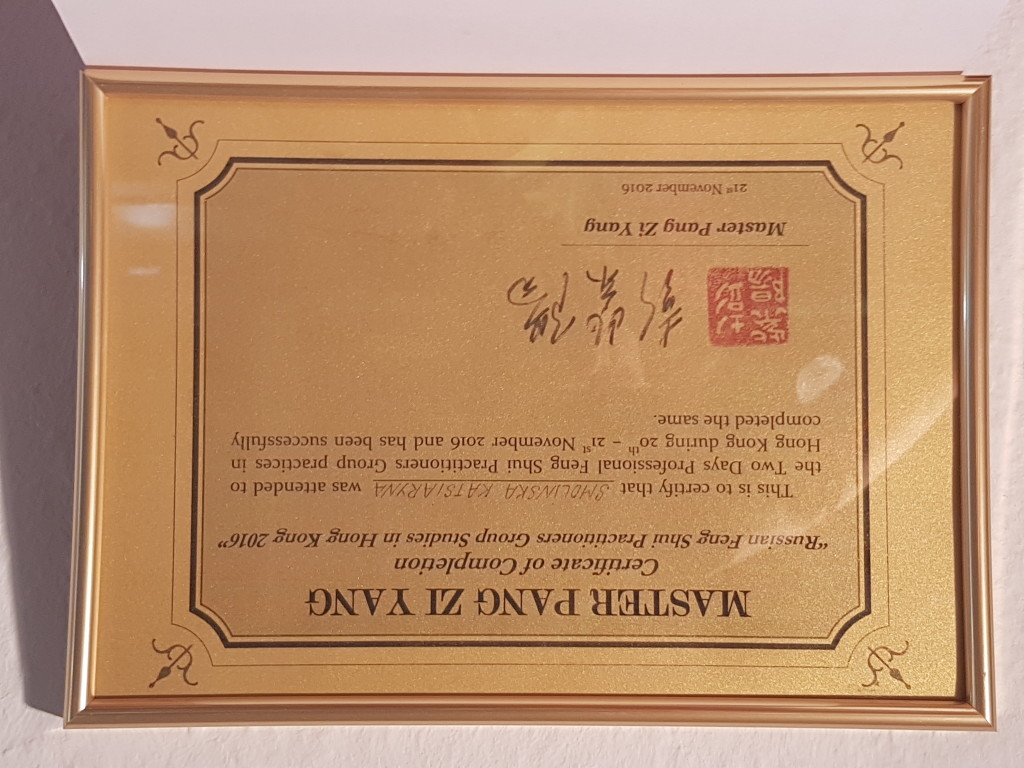 MASTER PANG ZI YANG
Certificate of Completion
“Russian Feng Shui Practitioners Group Studies in Hong Kong 2016”
This is to certify that SMOLINSKA KATSIARYNA was attended to
the Two Days Professional Feng Shui Practitioners Group practices in
Hong Kong during 20th – 21st November 2016 and has been successfully
completed the same.
Master Pang Zi Yang
21st November 2016